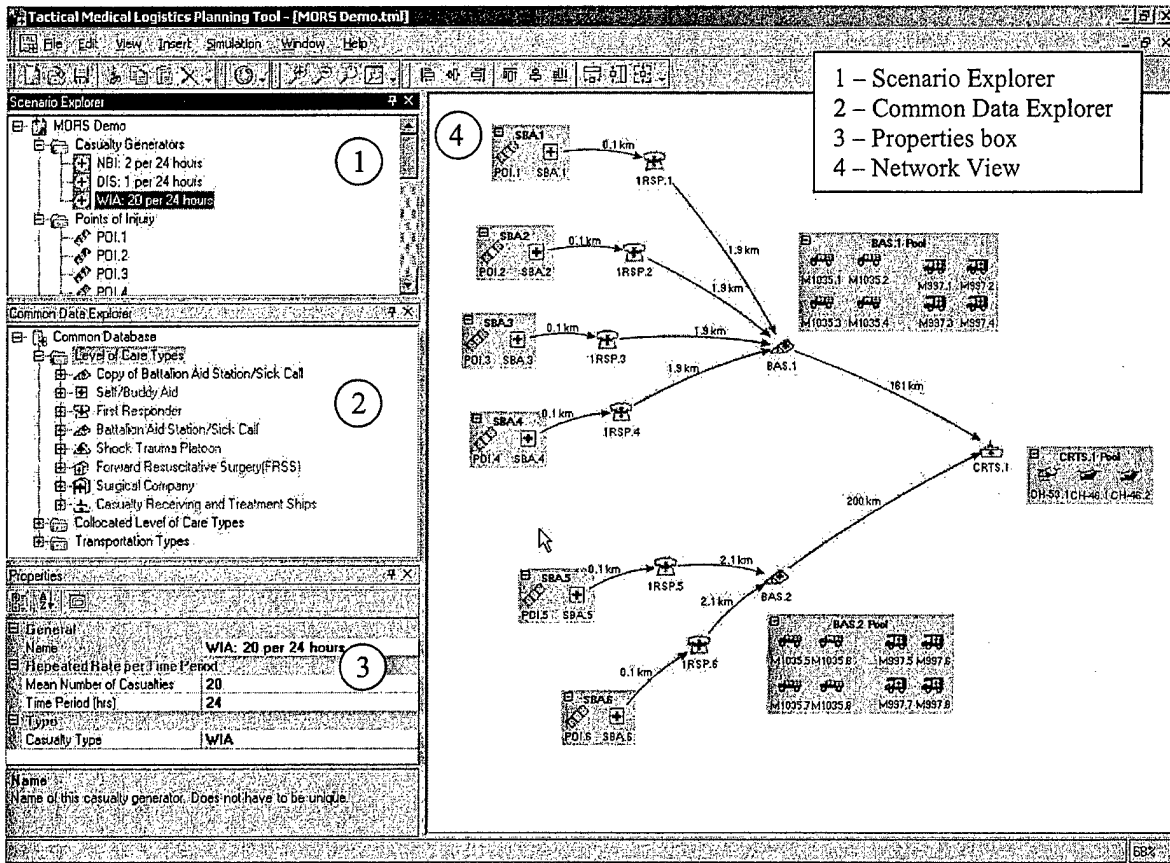 Tactical Medical Logistics Planning Tool - [MORS Demo.tml]
File Edit View Insert Simulation Window Help
1 – Scenario Explorer
2 – Common Data Explorer
3 – Properties box
4 – Network View
Scenario Explorer
MORS Demo
Casualty Generators
NBI: 2 per 24 hours
DIS: 1 per 24 hours
WIA: 20 per 24 hours
Points of Injury
POI.1
POI.2
POI.3
POI.4
1
Common Data Explorer
Common Database
Level of Care Types
Copy of Battalion Aid Station/Sick Call
Self/Buddy Aid
First Responder
Battalion Aid Station/Sick Call
Shock Trauma Platoon
Forward Resuscitative Surgery(FRSS)
Surgical Company
Casualty Receiving and Treatment Ships
Collocated Level of Care Types
Transportation Types
2
Properties
General
Name WIA: 20 per 24 hours
Repeated Rate per Time Period
Mean Number of Casualties 20
Time Period (hrs) 24
Type
Casualty Type WIA
3
Name
Name of this casualty generator. Does not have to be unique.
4
SBA.1
POI.1 SBA.1
0.1 km
1RSP.1
1.9 km
SBA.2
POI.2 SBA.2
0.1 km
1RSP.2
1.9 km
SBA.3
POI.3 SBA.3
0.1 km
1RSP.3
1.9 km
SBA.4
POI.4 SBA.4
0.1 km
1RSP.4
1.9 km
BAS.1 Pool
M1035.1 M1035.2 M997.1 M997.2
M1035.3 M1035.4 M997.3 M997.4
BAS.1
161 km
CRTS.1
CRTS.1 Pool
CH-53.1 CH-46.1 CH-46.2
200 km
SBA.5
POI.5 SBA.5
0.1 km
1RSP.5
2.1 km
BAS.2
2.1 km
1RSP.6
0.1 km
SBA.6
POI.6 SBA.6
BAS.2 Pool
M1035.5 M1035.6 M997.5 M997.6
M1035.7 M1035.8 M997.7 M997.8
68%